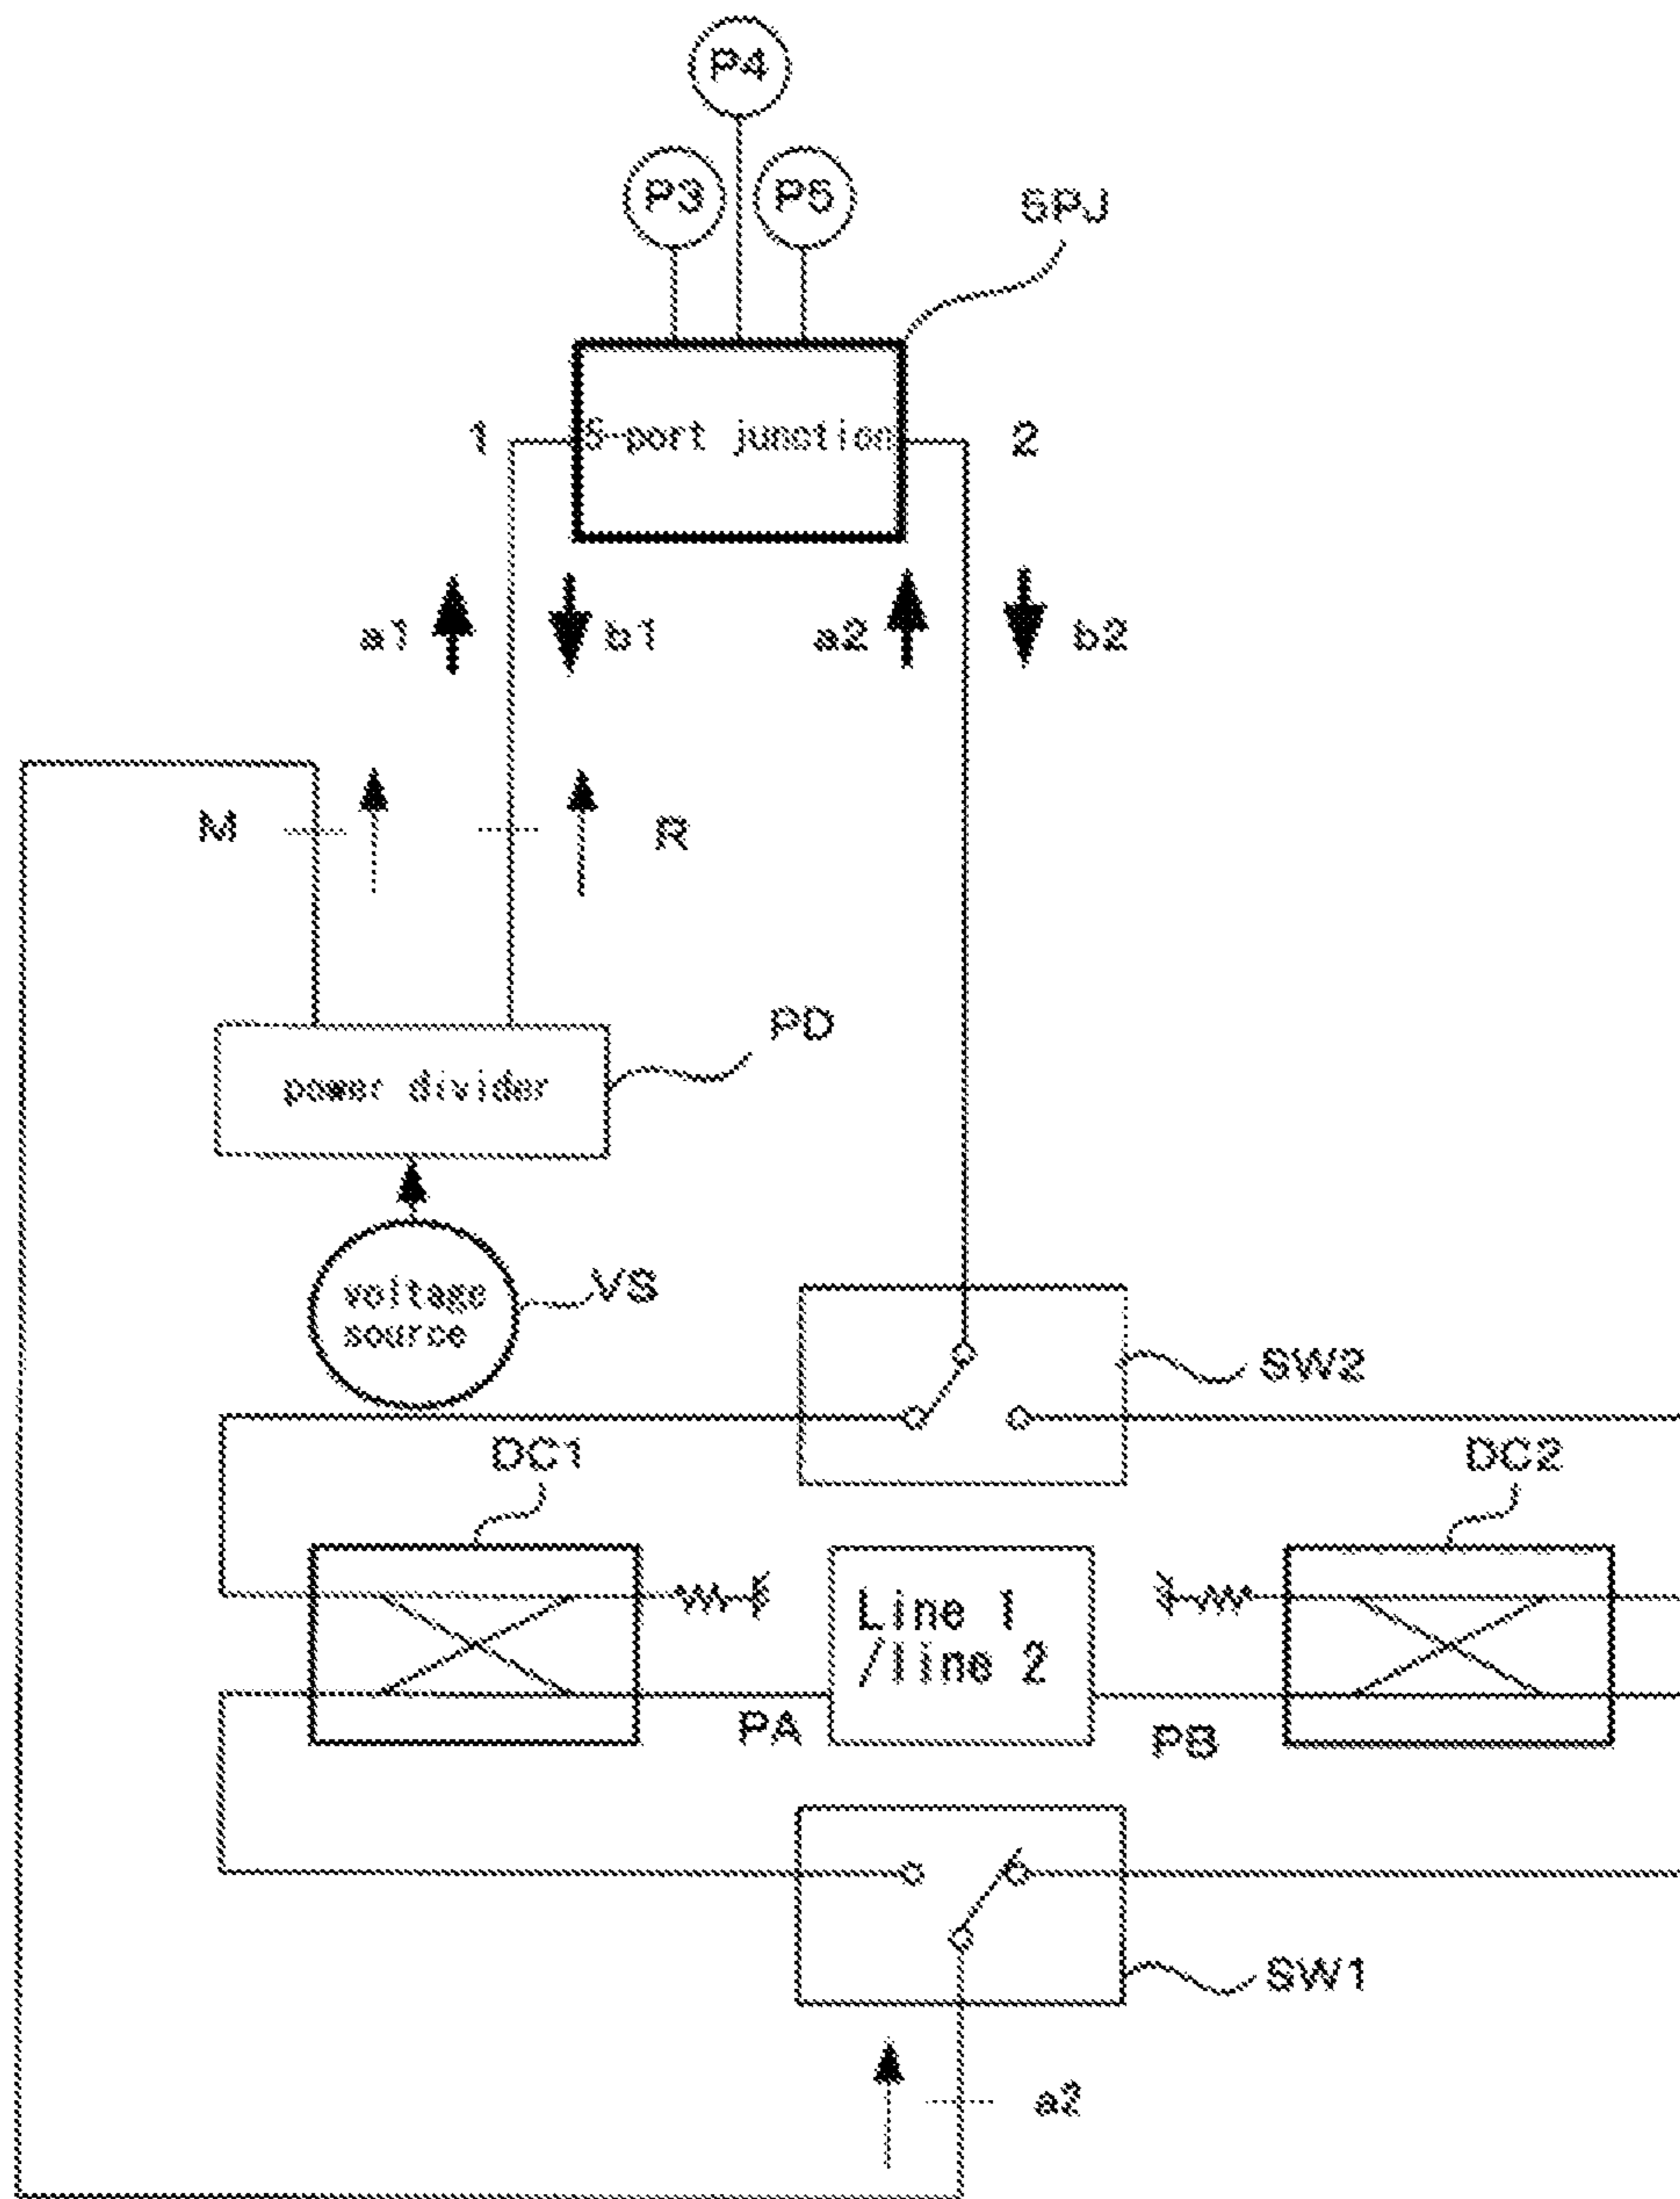 P4
P3
P5
5PJ
1
5-port junction
2
a1
b1
a2
b2
M
R
PD
power divider
voltage
source
VS
SW2
DC1
DC2
Line 1
/line 2
PA
PB
SW1
a2